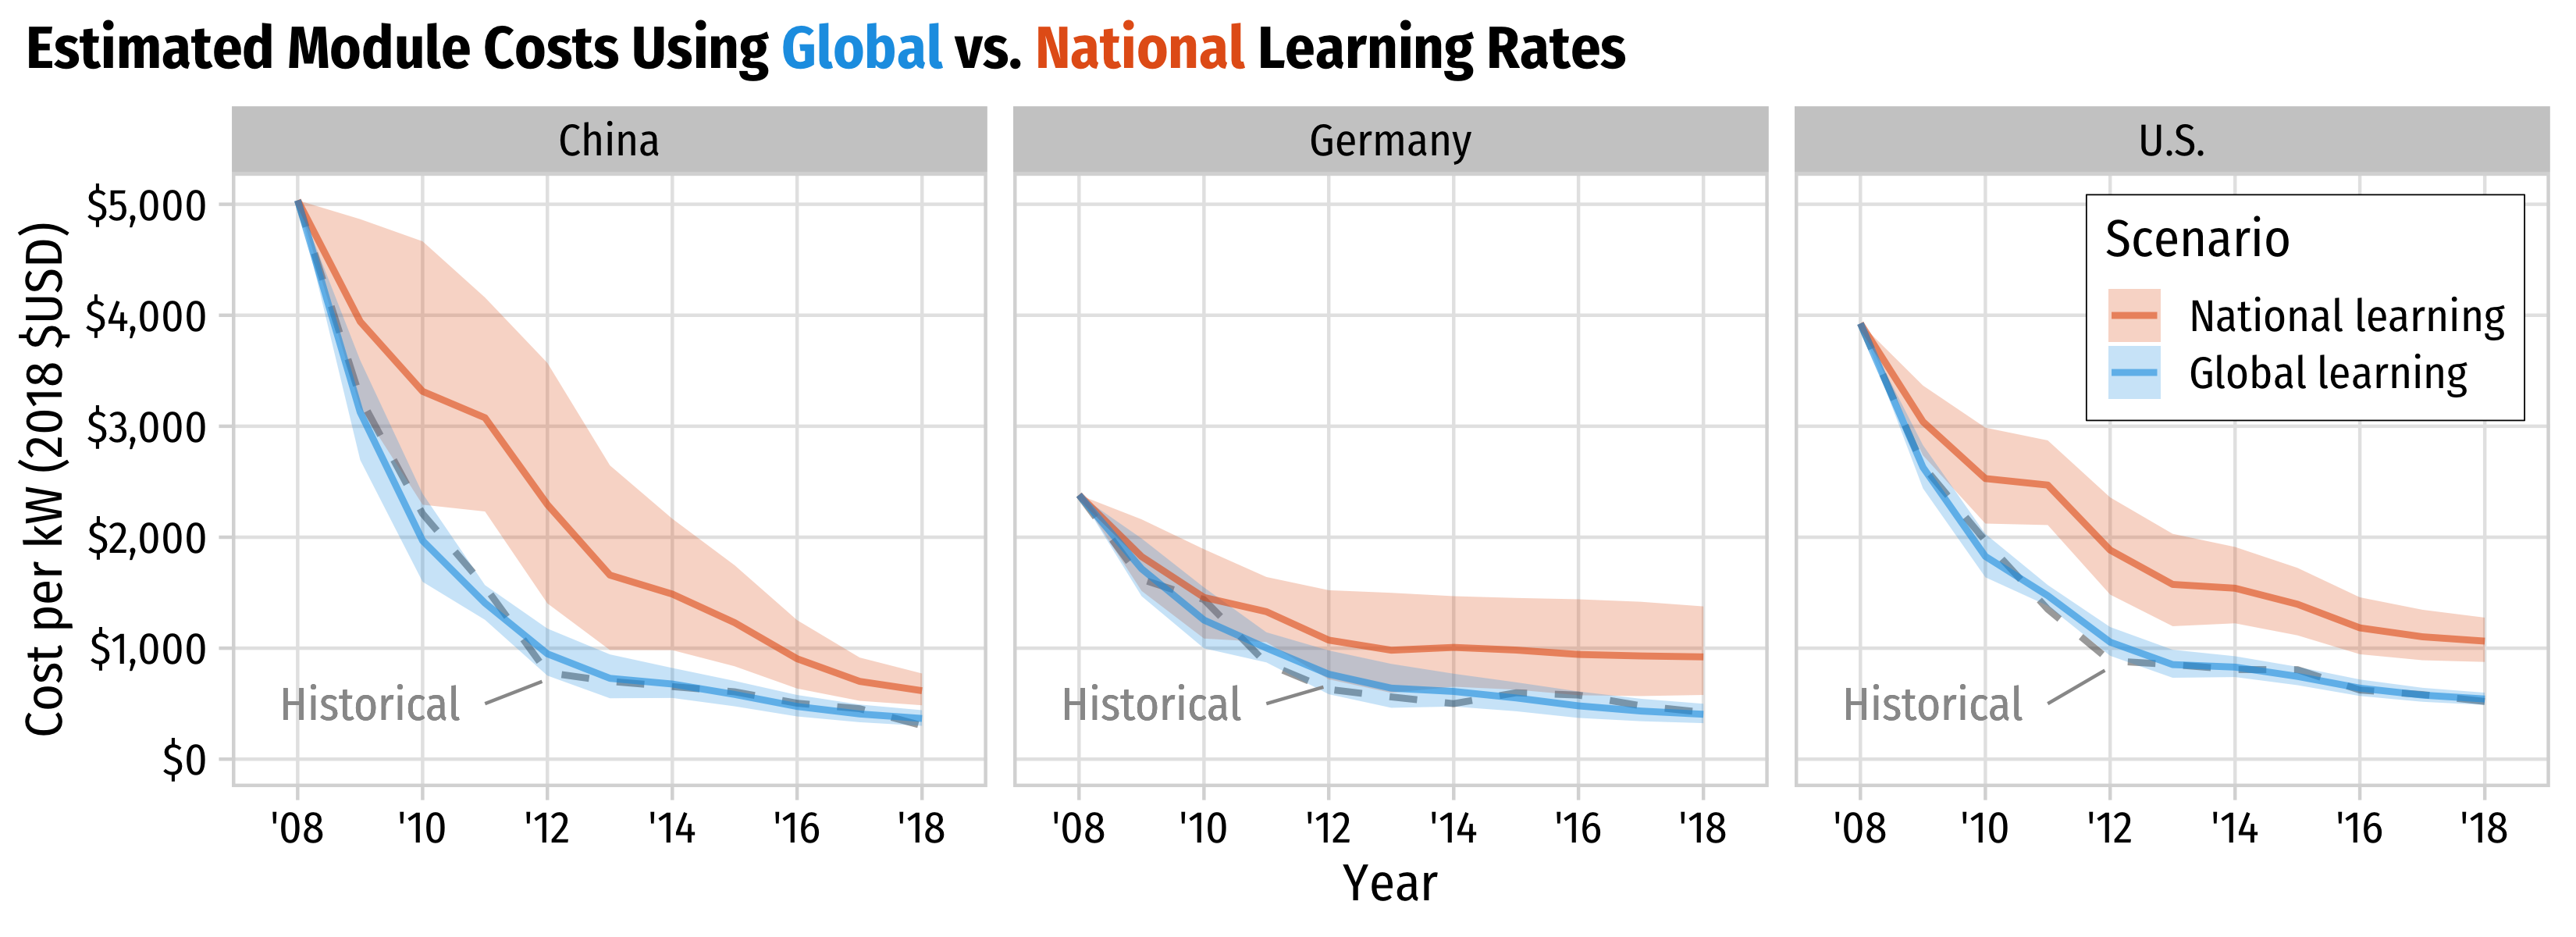 Estimated Module Costs Using Global vs. National Learning Rates
China
Germany
U.S.
Cost per kW (2018 $USD)
$5,000
$4,000
$3,000
$2,000
$1,000
$0
Scenario
National learning
Global learning
Historical
Historical
Historical
'08 '10 '12 '14 '16 '18
'08 '10 '12 '14 '16 '18
'08 '10 '12 '14 '16 '18
Year